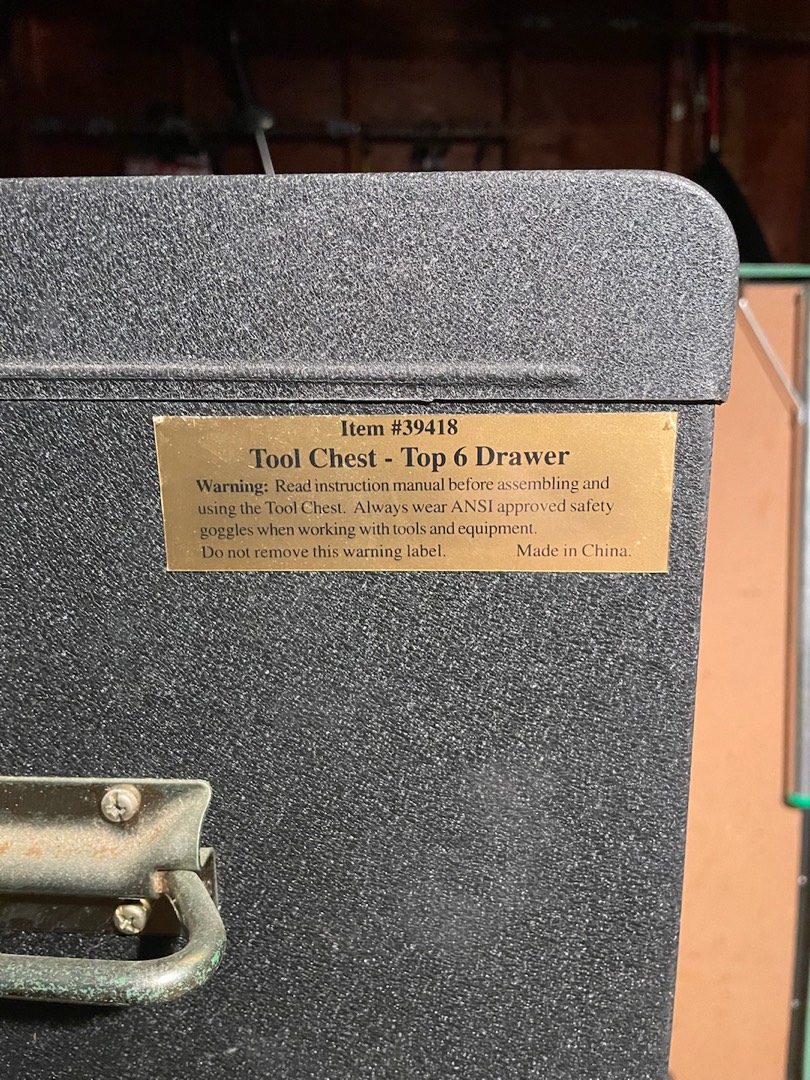 Item #39418
Tool Chest - Top 6 Drawer
Warning: Read instruction manual before assembling and
using the Tool Chest. Always wear ANSI approved safety
goggles when working with tools and equipment.
Do not remove this warning label. Made in China.